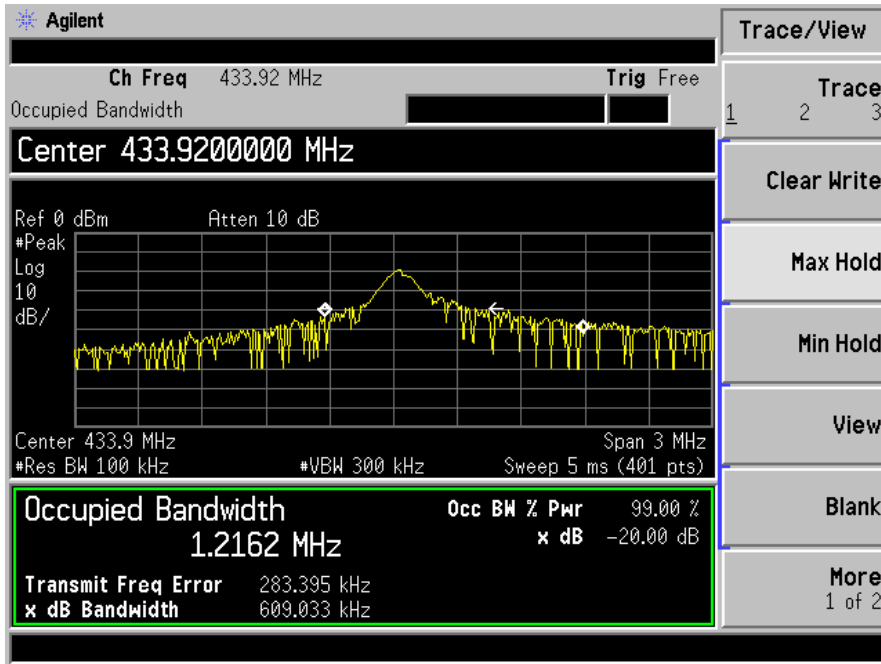 Agilent
Trace/View
Ch Freq 433.92 MHz Trig Free
Occupied Bandwidth
Trace
1 2 3
Center 433.9200000 MHz
Clear Write
Ref 0 dBm Atten 10 dB
#Peak
Log
10
dB/
Max Hold
Min Hold
Center 433.9 MHz Span 3 MHz
#Res BW 100 kHz #VBW 300 kHz Sweep 5 ms (401 pts)
View
Occupied Bandwidth
1.2162 MHz
Occ BW % Pwr 99.00 %
x dB -20.00 dB
Blank
Transmit Freq Error 283.395 kHz
x dB Bandwidth 609.033 kHz
More
1 of 2